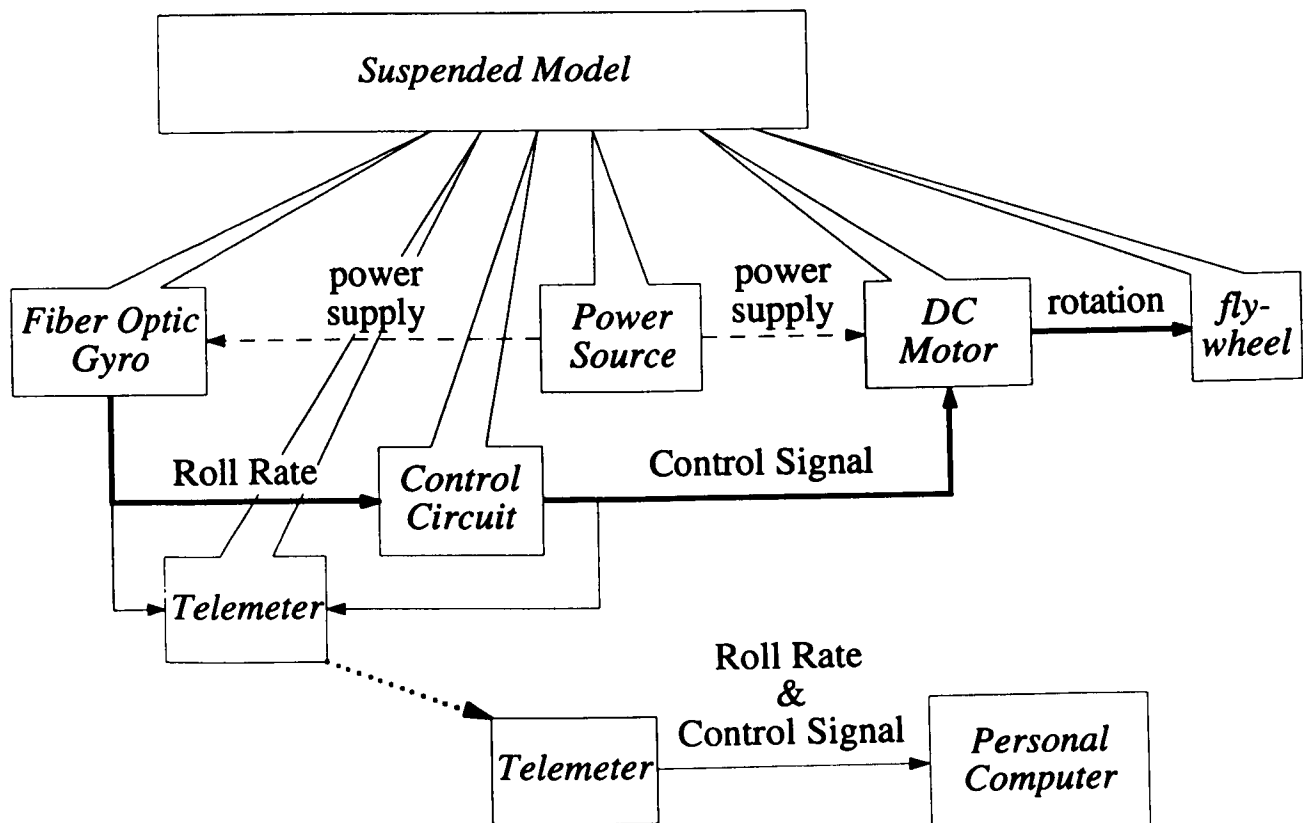 Suspended Model
power
supply
power
supply
Fiber Optic
Gyro
Power
Source
DC
Motor
rotation
fly-
wheel
Roll Rate
Control
Circuit
Control Signal
Telemeter
Roll Rate
&
Control Signal
Telemeter
Personal
Computer